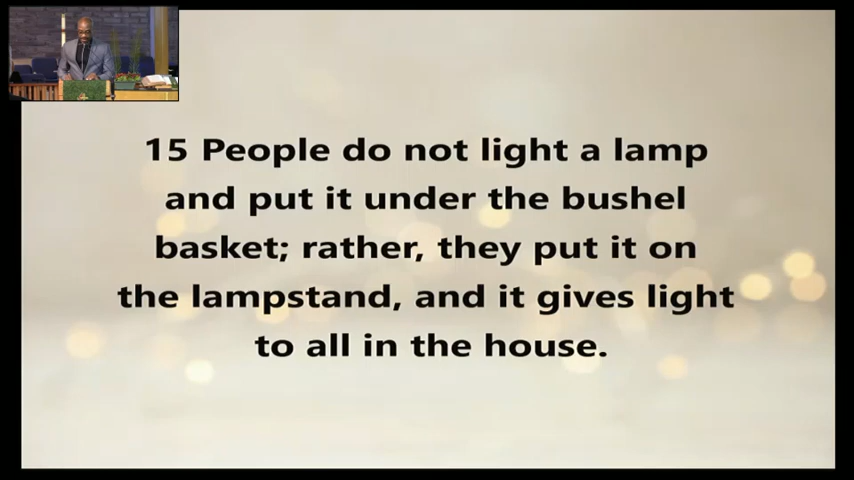 15 People do not light a lamp
and put it under the bushel
basket; rather, they put it on
the lampstand, and it gives light
to all in the house.